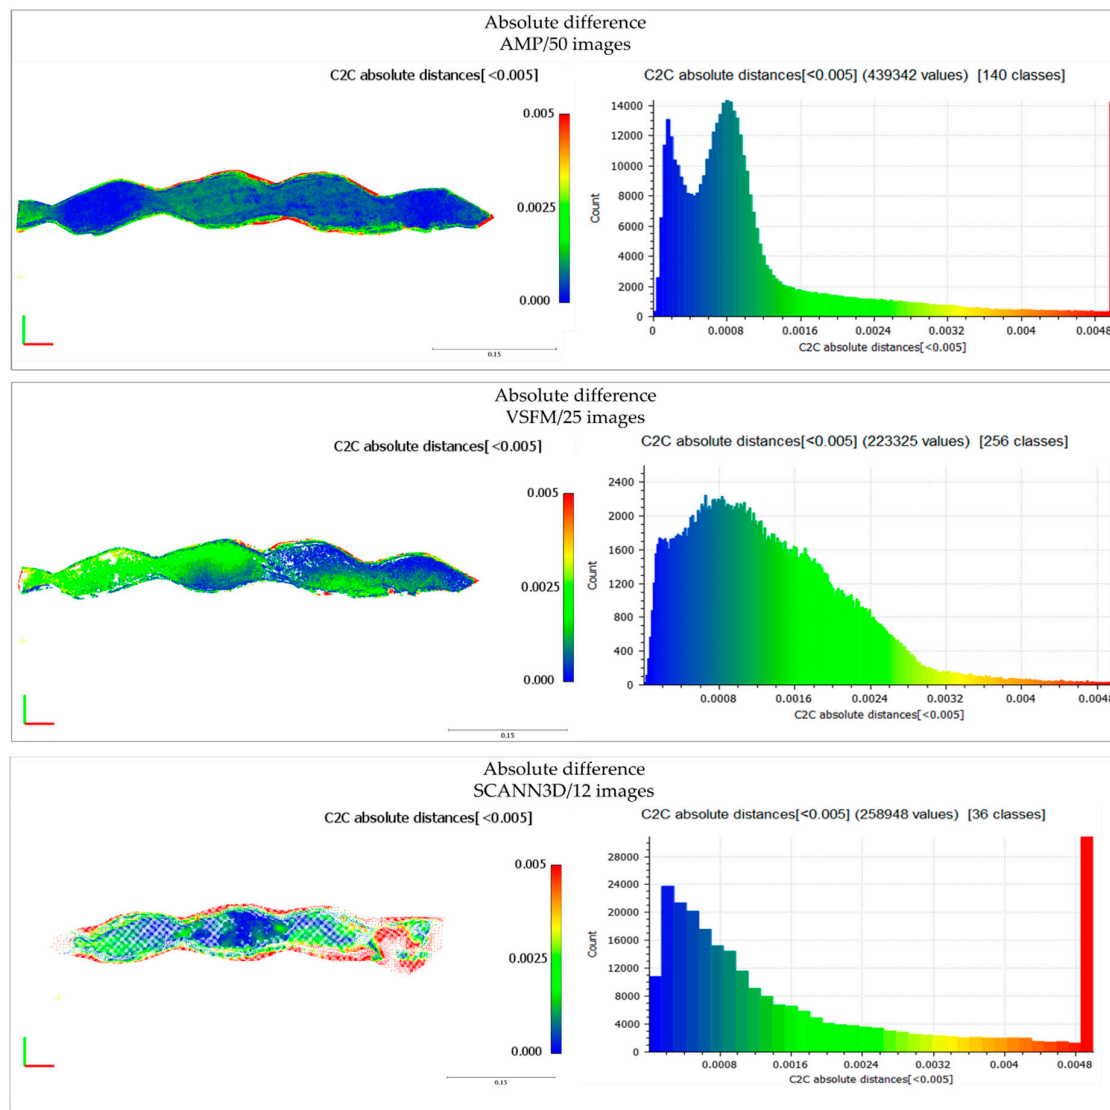 Absolute difference
AMP/50 images
C2C absolute distances[<0.005]
0.005
0.0025
0.000
0.15
C2C absolute distances[<0.005] (439342 values) [140 classes]
14000
12000
10000
8000
6000
4000
2000
0
Count
0 0.0008 0.0016 0.0024 0.0032 0.004 0.0048
C2C absolute distances[<0.005]
Absolute difference
VSFM/25 images
C2C absolute distances[<0.005]
0.005
0.0025
0.000
0.15
C2C absolute distances[<0.005] (223325 values) [256 classes]
2400
2000
1600
1200
800
400
0
Count
0.0008 0.0016 0.0024 0.0032 0.004 0.0048
C2C absolute distances[<0.005]
Absolute difference
SCANN3D/12 images
C2C absolute distances[<0.005]
0.005
0.0025
0.000
0.15
C2C absolute distances[<0.005] (258948 values) [36 classes]
28000
24000
20000
16000
12000
8000
4000
0
Count
0.0008 0.0016 0.0024 0.0032 0.004 0.0048
C2C absolute distances[<0.005]